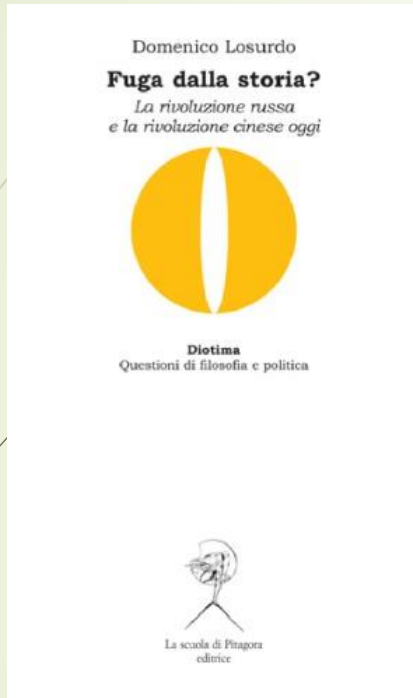 Domenico Losurdo
Fuga dalla storia?
La rivoluzione russa
e la rivoluzione cinese oggi
Diotima
Questioni di filosofia e politica
La scuola di Pitagora
editrice